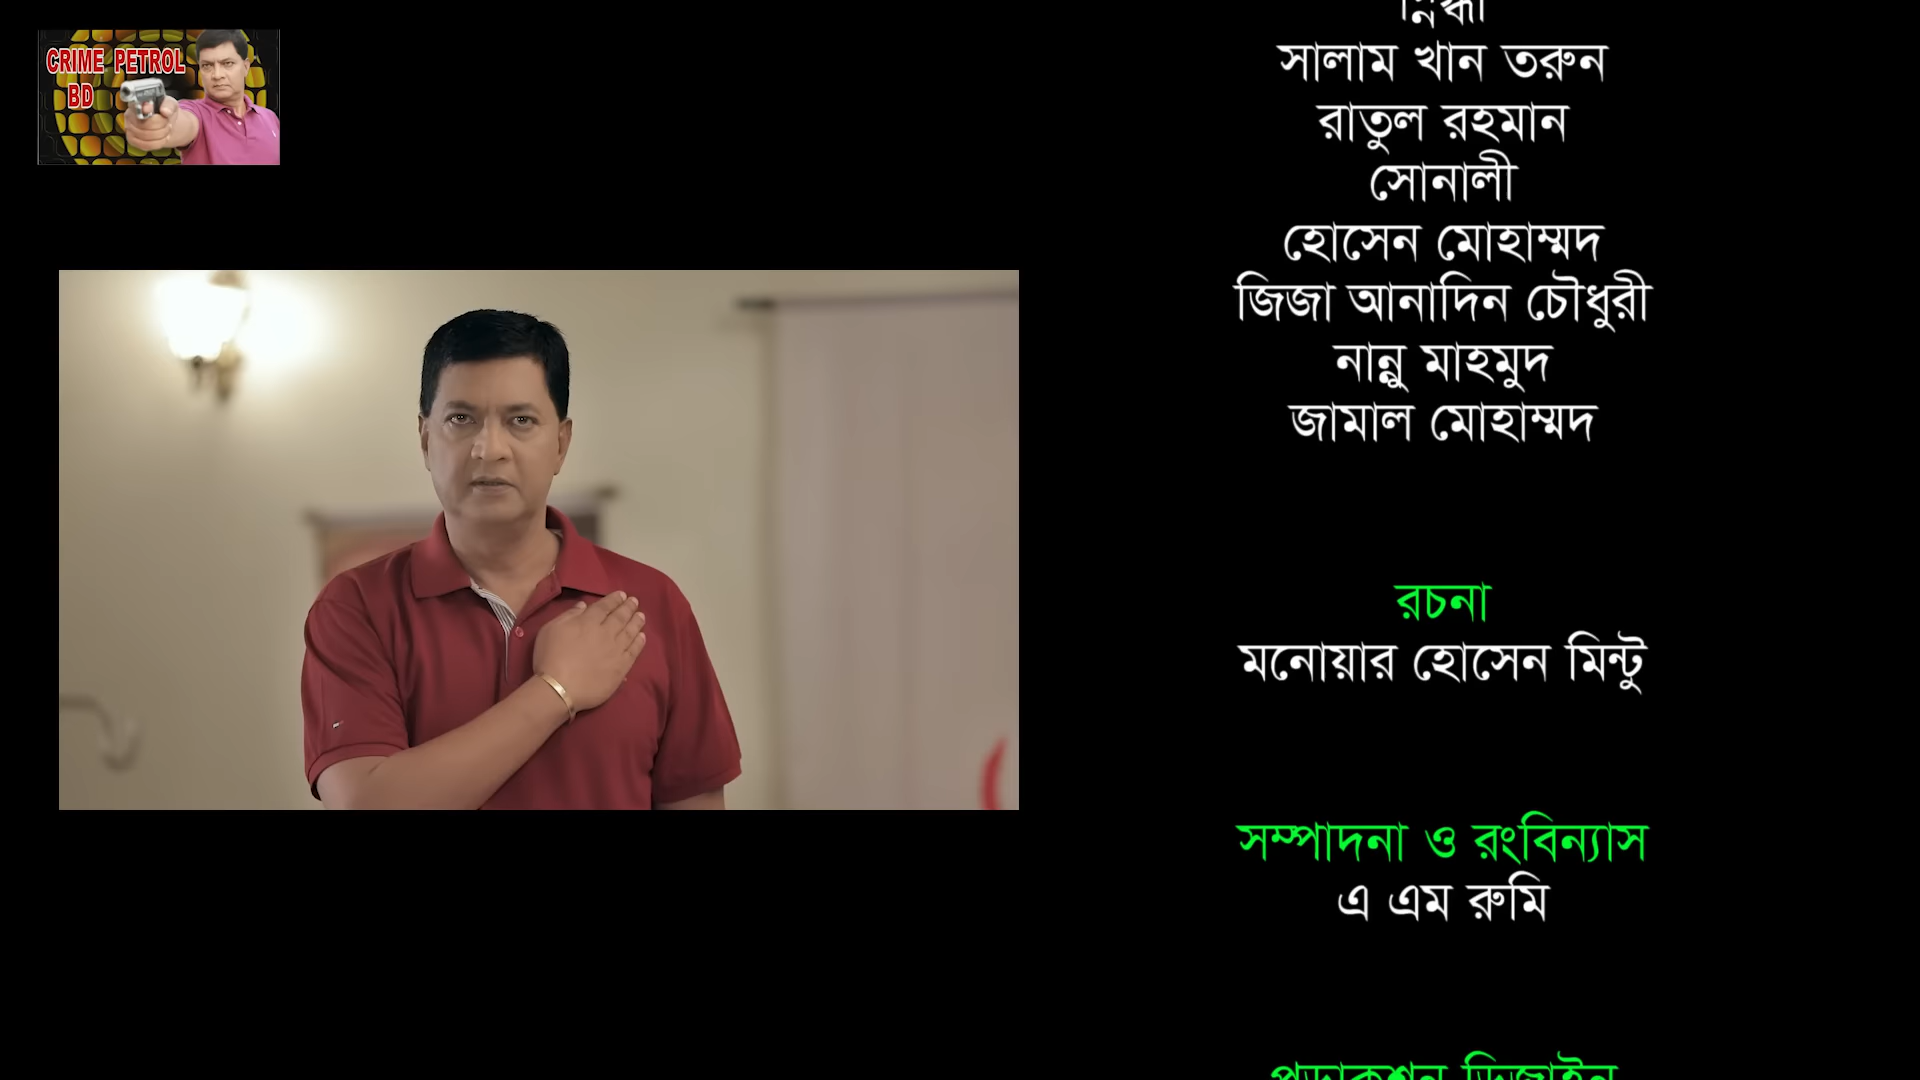 CRIME PETROL
BD
সালাম খান তরুন
রাতুল রহমান
সোনালী
হোসেন মোহাম্মদ
জিজা আনাদিন চৌধুরী
নান্নু মাহমুদ
জামাল মোহাম্মদ
রচনা
মনোয়ার হোসেন মিন্টু
সম্পাদনা ও রংবিন্যাস
এ এম রুমি